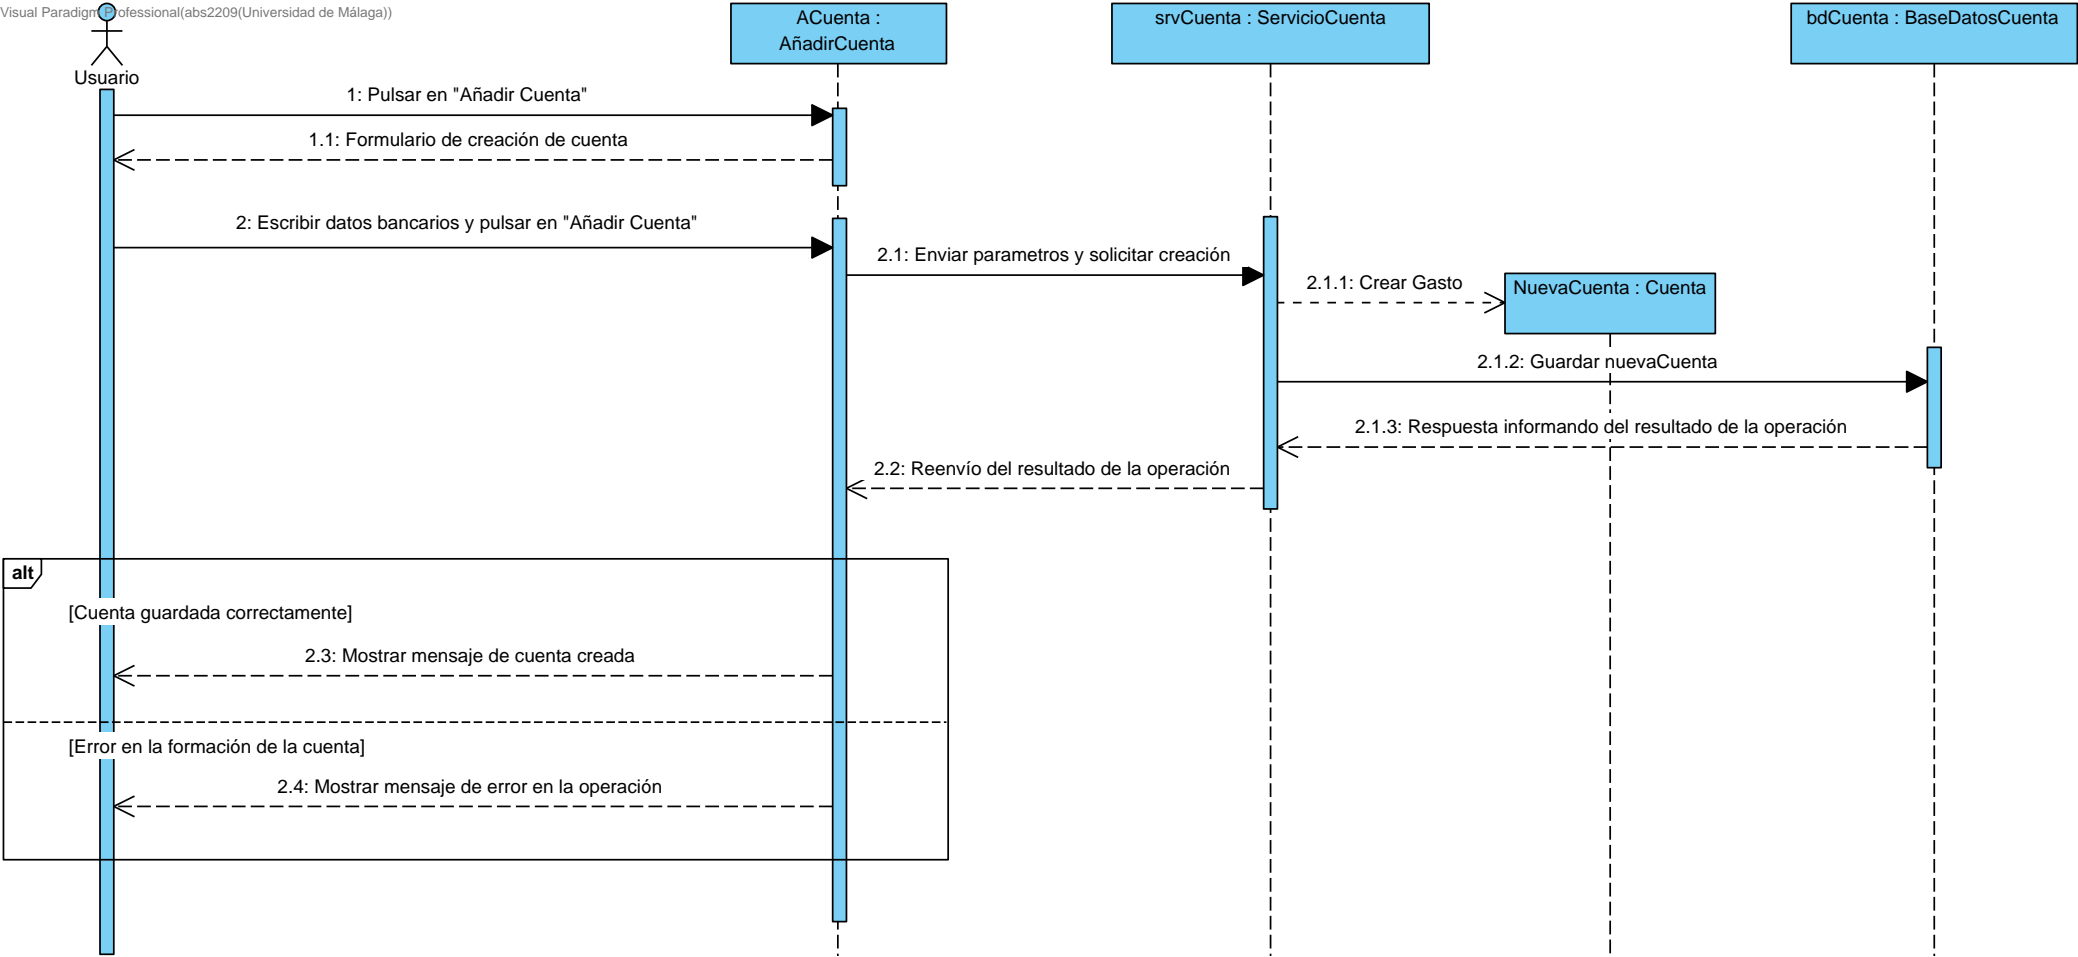 Visual Paradigm Professional(abs2209(Universidad de Málaga))
Usuario
ACuenta :
AñadirCuenta
srvCuenta : ServicioCuenta
bdCuenta : BaseDatosCuenta
1: Pulsar en "Añadir Cuenta"
1.1: Formulario de creación de cuenta
2: Escribir datos bancarios y pulsar en "Añadir Cuenta"
2.1: Enviar parametros y solicitar creación
2.1.1: Crear Gasto
NuevaCuenta : Cuenta
2.1.2: Guardar nuevaCuenta
2.1.3: Respuesta informando del resultado de la operación
2.2: Reenvío del resultado de la operación
alt
[Cuenta guardada correctamente]
2.3: Mostrar mensaje de cuenta creada
[Error en la formación de la cuenta]
2.4: Mostrar mensaje de error en la operación